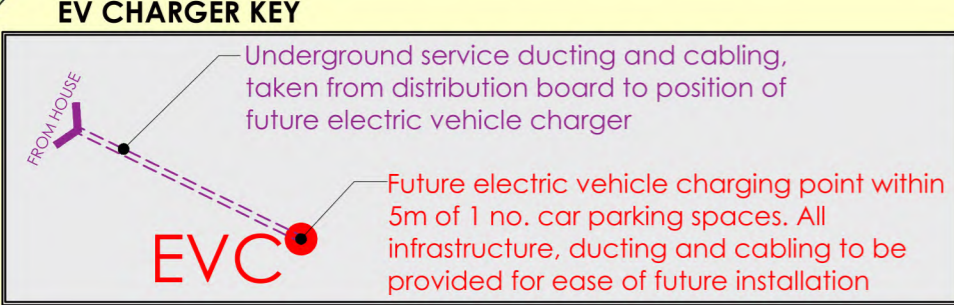 EV CHARGER KEY
Underground service ducting and cabling,
taken from distribution board to position of
future electric vehicle charger
FROM HOUSE
Future electric vehicle charging point within
5m of 1 no. car parking spaces. All
infrastructure, ducting and cabling to be
provided for ease of future installation
EVC